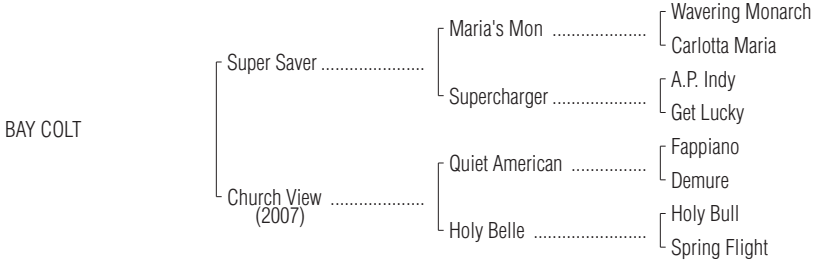 Wavering Monarch
Maria's Mon ....................
Carlotta Maria
Super Saver ......................
A.P. Indy
Supercharger ....................
Get Lucky
BAY COLT
Fappiano
Quiet American ................
Demure
Church View ....................
(2007)
Holy Bull
Holy Belle ........................
Spring Flight